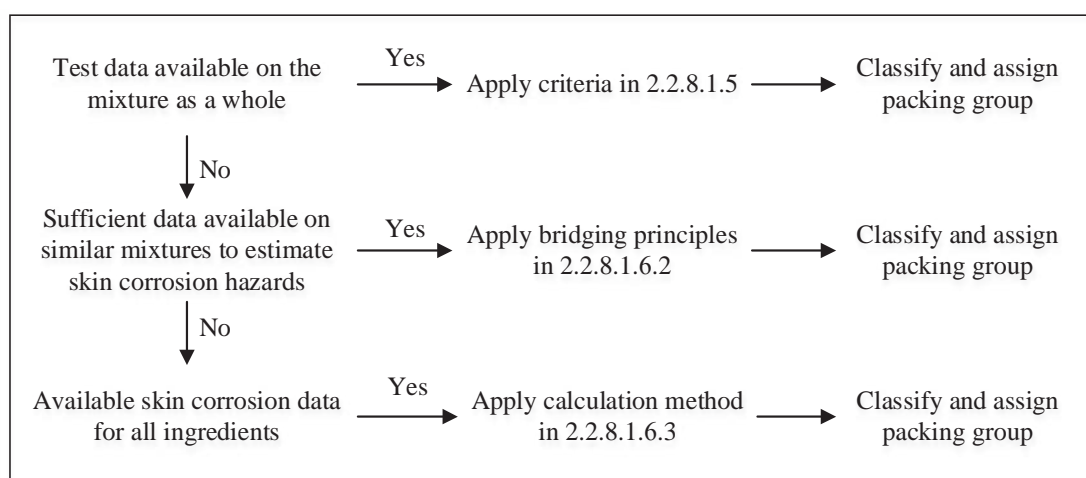 Test data available on the
mixture as a whole
Yes
Apply criteria in 2.2.8.1.5
Classify and assign
packing group
No
Sufficient data available on
similar mixtures to estimate
skin corrosion hazards
Yes
Apply bridging principles
in 2.2.8.1.6.2
Classify and assign
packing group
No
Available skin corrosion data
for all ingredients
Yes
Apply calculation method
in 2.2.8.1.6.3
Classify and assign
packing group